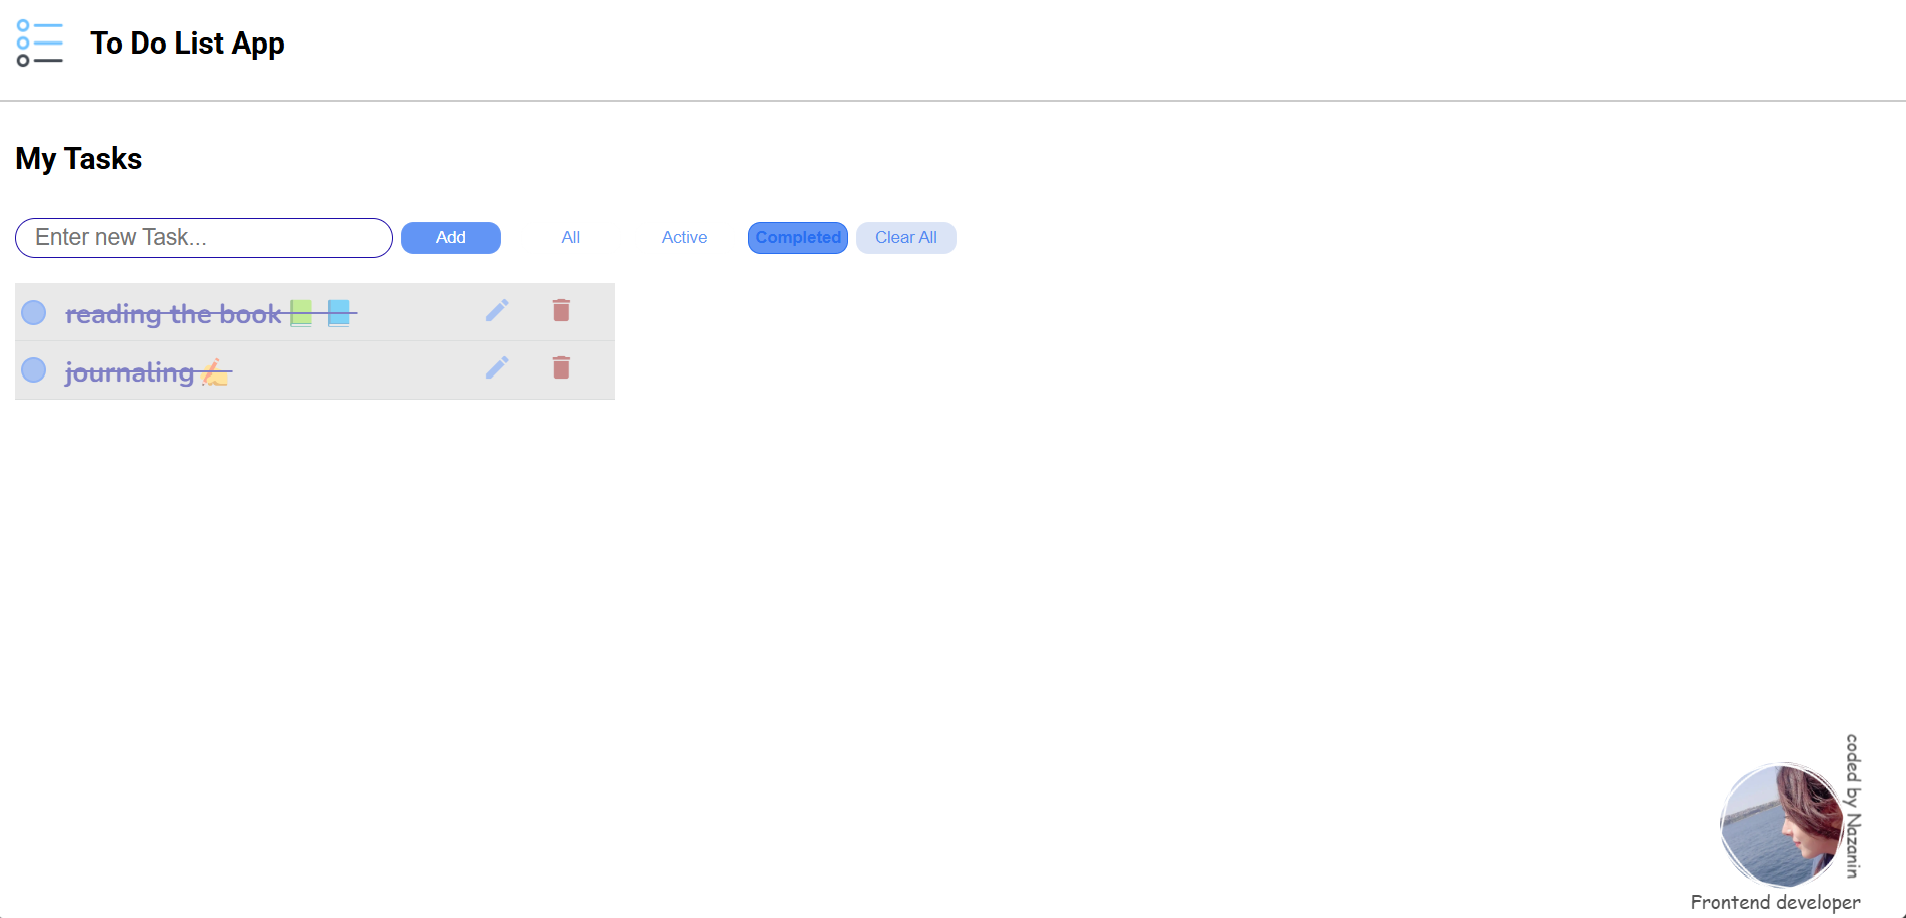 To Do List App
My Tasks
Enter new Task... Add All Active Completed Clear All
reading the book📗 📘
journaling✍
coded by Nazanin
Frontend developer